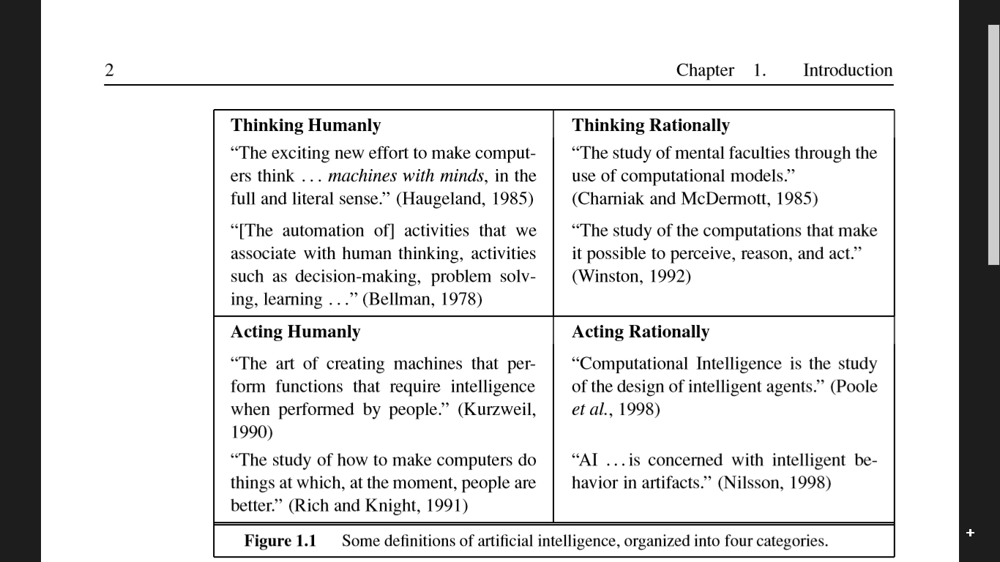 2 Chapter 1. Introduction
Thinking Humanly
“The exciting new effort to make comput-
ers think ... machines with minds, in the
full and literal sense.” (Haugeland, 1985)
“[The automation of] activities that we
associate with human thinking, activities
such as decision-making, problem solv-
ing, learning ...” (Bellman, 1978)
Thinking Rationally
“The study of mental faculties through the
use of computational models.”
(Charniak and McDermott, 1985)
“The study of the computations that make
it possible to perceive, reason, and act.”
(Winston, 1992)
Acting Humanly
“The art of creating machines that per-
form functions that require intelligence
when performed by people.” (Kurzweil,
1990)
“The study of how to make computers do
things at which, at the moment, people are
better.” (Rich and Knight, 1991)
Acting Rationally
“Computational Intelligence is the study
of the design of intelligent agents.” (Poole
et al., 1998)
“AI ...is concerned with intelligent be-
havior in artifacts.” (Nilsson, 1998)
Figure 1.1 Some definitions of artificial intelligence, organized into four categories.